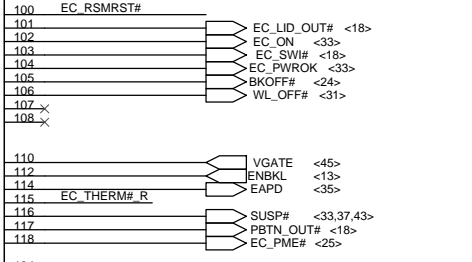 100 EC_RSMRST#
101 EC_LID_OUT# <18>
102 EC_ON <33>
103 EC_SWI# <18>
104 EC_PWROK <33>
105 BKOFF# <24>
106 WL_OFF# <31>
107
108
110 VGATE <45>
112 ENBKL <13>
114 EAPD <35>
115 EC_THERM#_R
116 SUSP# <33,37,43>
117 PBTN_OUT# <18>
118 EC_PME# <25>